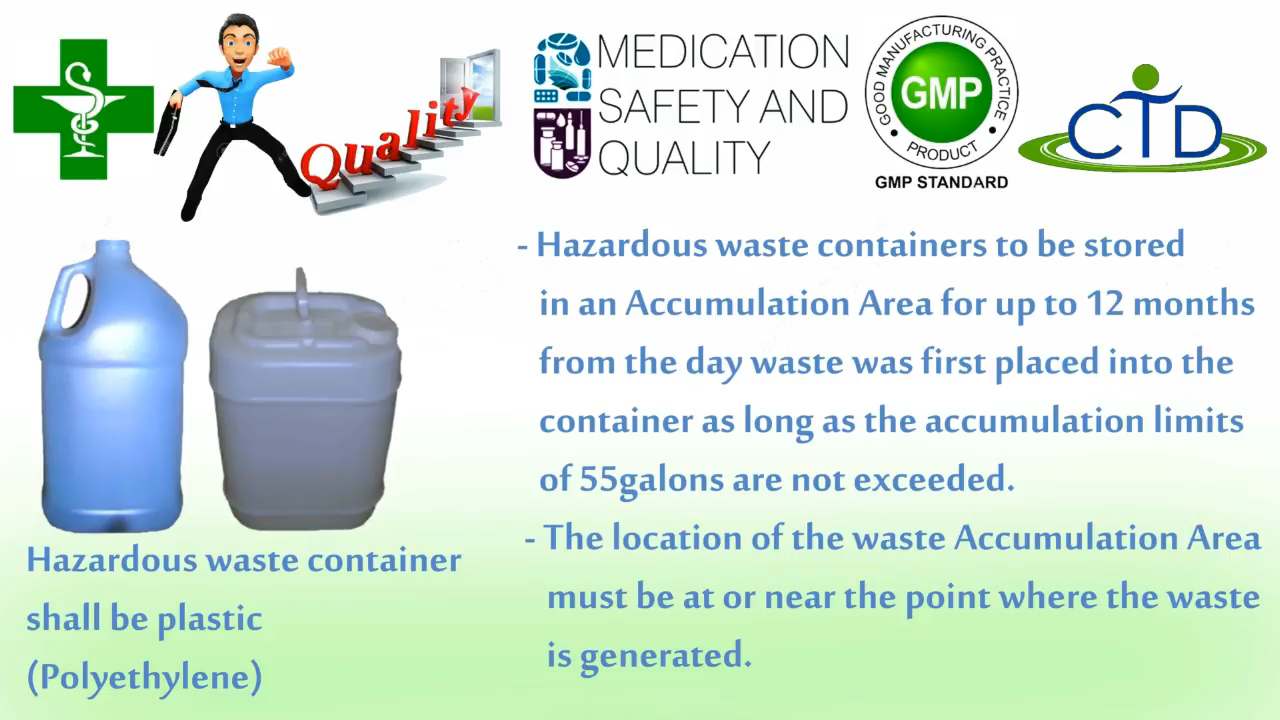 Quality
MEDICATION
SAFETY AND
QUALITY
GOOD MANUFACTURING PRACTICE
GMP
PRODUCT
GMP STANDARD
CTD
- Hazardous waste containers to be stored
in an Accumulation Area for up to 12 months
from the day waste was first placed into the
container as long as the accumulation limits
of 55galons are not exceeded.
- The location of the waste Accumulation Area
must be at or near the point where the waste
is generated.
Hazardous waste container
shall be plastic
(Polyethylene)